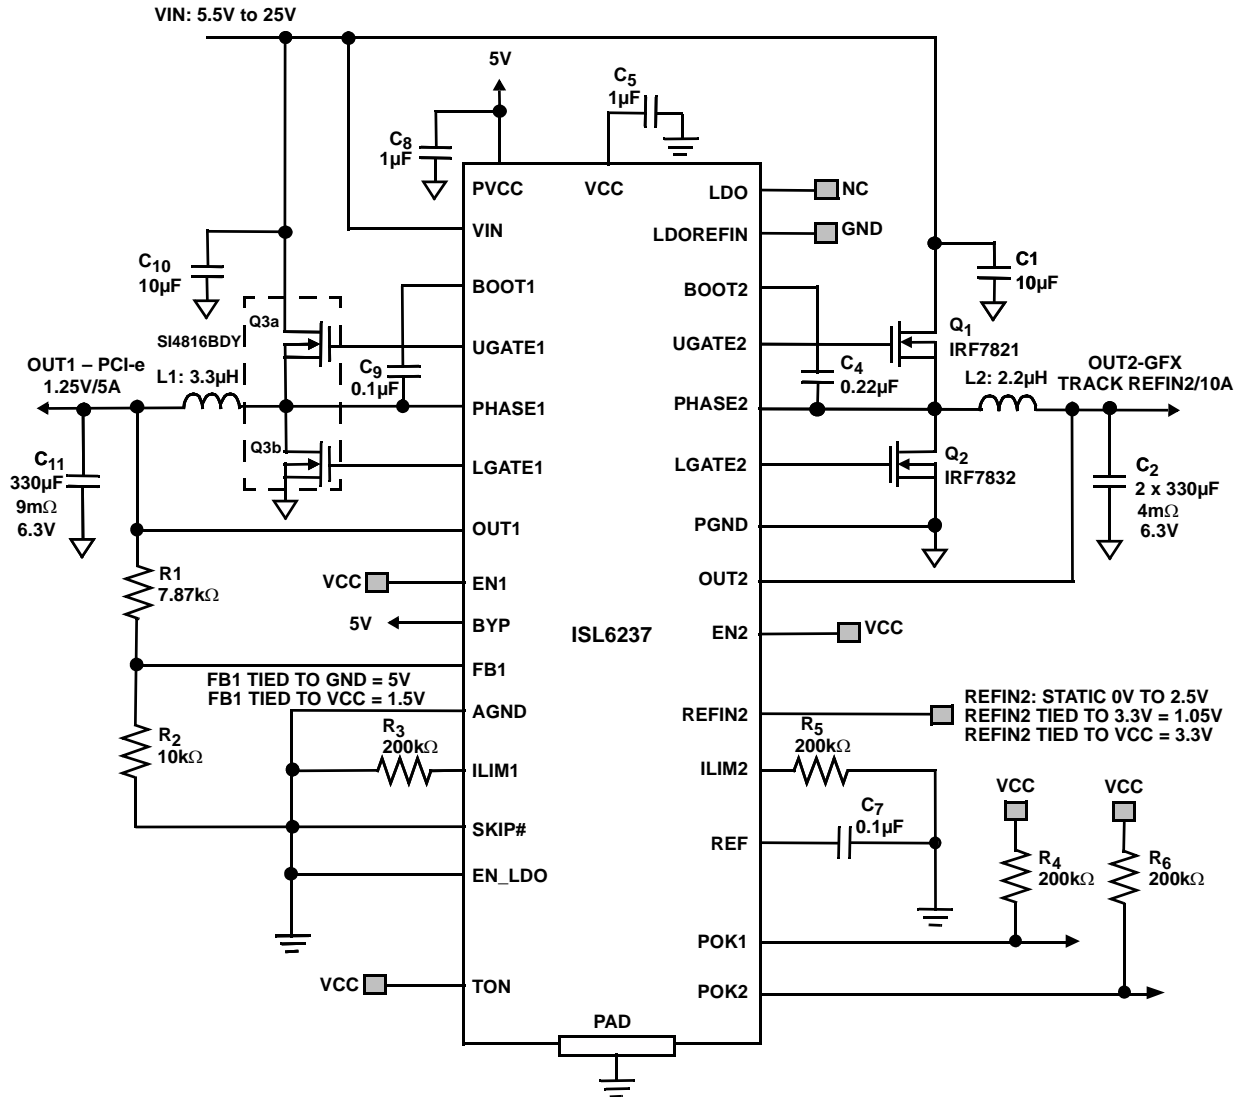 VIN: 5.5V to 25V
5V
C5
1µF
C8
1µF
PVCC
VCC
LDO
NC
VIN
LDOREFIN
GND
C10
10µF
C1
10µF
BOOT1
BOOT2
Q3a
SI4816BDY
UGATE1
UGATE2
Q1
IRF7821
OUT1 – PCI-e
1.25V/5A
L1: 3.3µH
C9
0.1µF
C4
0.22µF
L2: 2.2µH
OUT2-GFX
TRACK REFIN2/10A
PHASE1
PHASE2
Q3b
LGATE1
LGATE2
Q2
IRF7832
C11
330µF
9mΩ
6.3V
C2
2 x 330µF
4mΩ
6.3V
OUT1
PGND
R1
7.87kΩ
VCC
EN1
OUT2
5V
BYP
ISL6237
EN2
VCC
FB1
FB1 TIED TO GND = 5V
FB1 TIED TO VCC = 1.5V
AGND
REFIN2
REFIN2: STATIC 0V TO 2.5V
REFIN2 TIED TO 3.3V = 1.05V
REFIN2 TIED TO VCC = 3.3V
R2
10kΩ
R3
200kΩ
R5
200kΩ
ILIM1
ILIM2
VCC
VCC
SKIP#
C7
0.1µF
REF
EN_LDO
R4
200kΩ
R6
200kΩ
POK1
VCC
TON
POK2
PAD